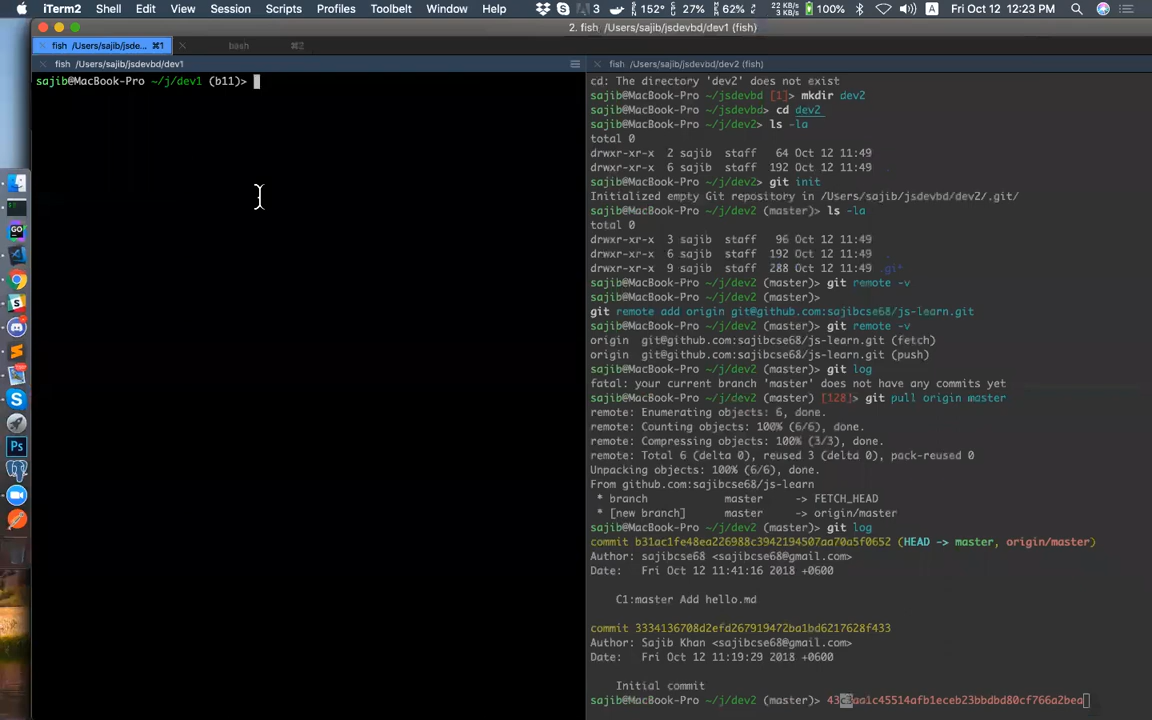 iTerm2 Shell Edit View Session Scripts Profiles Toolbelt Window Help 3 152° 27% 62% 22 KB/s 3 KB/s 100% A Fri Oct 12 12:23 PM
2. fish /Users/sajib/jsdevbd/dev1 (fish)
fish /Users/sajib/jsde... ⌘1 bash ⌘2
fish /Users/sajib/jsdevbd/dev1
sajib@MacBook-Pro ~/j/dev1 (b11)>
fish /Users/sajib/jsdevbd/dev2 (fish)
cd: The directory 'dev2' does not exist
sajib@MacBook-Pro ~/jsdevbd [1]> mkdir dev2
sajib@MacBook-Pro ~/jsdevbd> cd dev2
sajib@MacBook-Pro ~/j/dev2> ls -la
total 0
drwxr-xr-x 2 sajib staff 64 Oct 12 11:49 .
drwxr-xr-x 6 sajib staff 192 Oct 12 11:49 ..
sajib@MacBook-Pro ~/j/dev2> git init
Initialized empty Git repository in /Users/sajib/jsdevbd/dev2/.git/
sajib@MacBook-Pro ~/j/dev2 (master)> ls -la
total 0
drwxr-xr-x 3 sajib staff 96 Oct 12 11:49 .
drwxr-xr-x 6 sajib staff 192 Oct 12 11:49 ..
drwxr-xr-x 9 sajib staff 288 Oct 12 11:49 .git
sajib@MacBook-Pro ~/j/dev2 (master)> git remote -v
sajib@MacBook-Pro ~/j/dev2 (master)>
git remote add origin git@github.com:sajibcse68/js-learn.git
sajib@MacBook-Pro ~/j/dev2 (master)> git remote -v
origin git@github.com:sajibcse68/js-learn.git (fetch)
origin git@github.com:sajibcse68/js-learn.git (push)
sajib@MacBook-Pro ~/j/dev2 (master)> git log
fatal: your current branch 'master' does not have any commits yet
sajib@MacBook-Pro ~/j/dev2 (master) [128]> git pull origin master
remote: Enumerating objects: 6, done.
remote: Counting objects: 100% (6/6), done.
remote: Compressing objects: 100% (3/3), done.
remote: Total 6 (delta 0), reused 3 (delta 0), pack-reused 0
Unpacking objects: 100% (6/6), done.
From github.com:sajibcse68/js-learn
* branch master -> FETCH_HEAD
* [new branch] master -> origin/master
sajib@MacBook-Pro ~/j/dev2 (master)> git log
commit b31ac1fe48ea226988c3942194507aa70a5f0652 (HEAD -> master, origin/master)
Author: sajibcse68 <sajibcse68@gmail.com>
Date: Fri Oct 12 11:41:16 2018 +0600
C1:master Add hello.md
commit 3334136708d2efd267919472ba1bd6217628f433
Author: Sajib Khan <sajibcse68@gmail.com>
Date: Fri Oct 12 11:19:29 2018 +0600
Initial commit
sajib@MacBook-Pro ~/j/dev2 (master)> 43c3aa1c45514afb1eceb23bbdbd80cf766a2bea